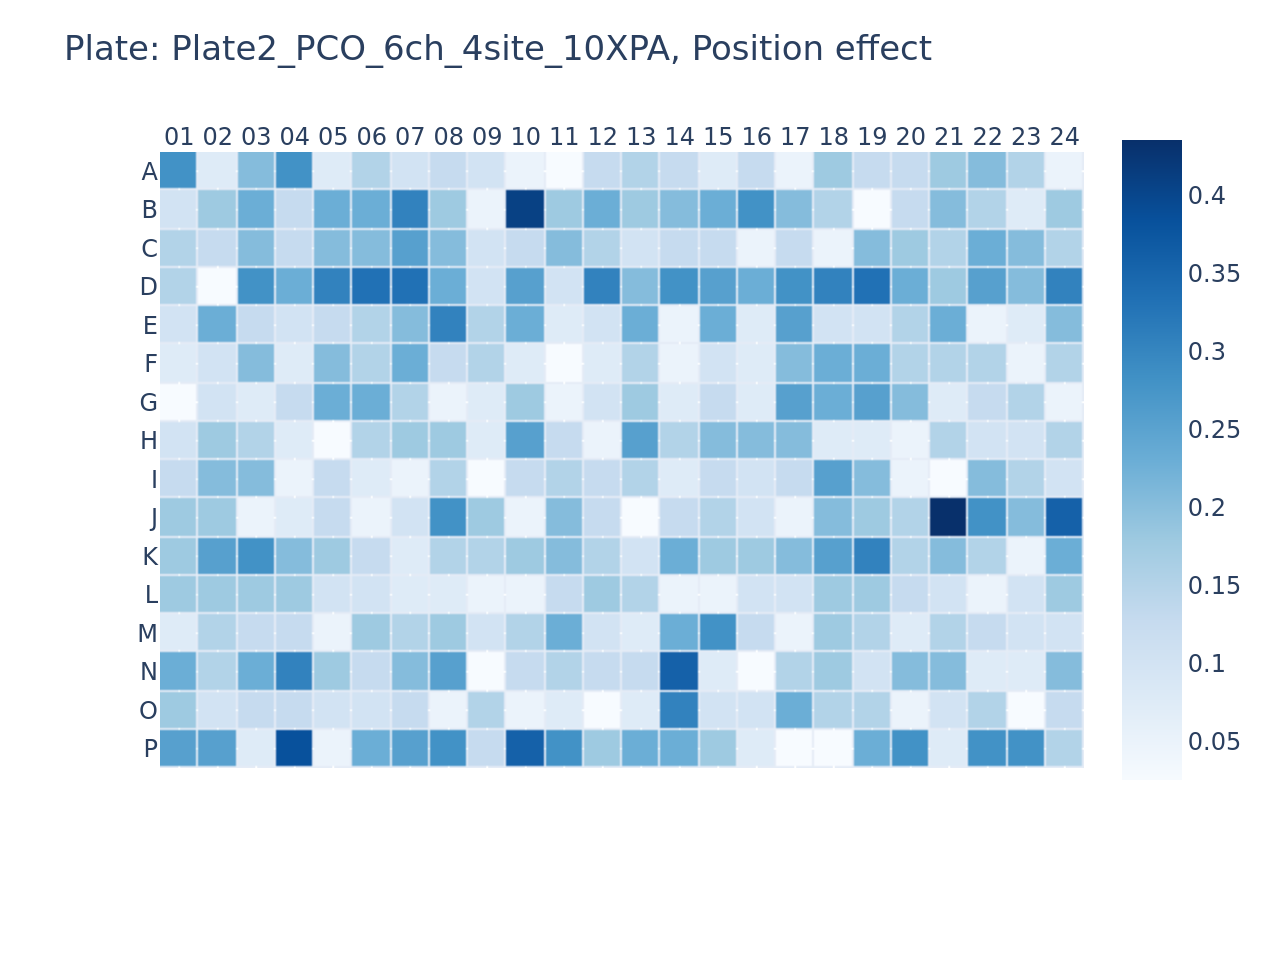 Plate: Plate2_PCO_6ch_4site_10XPA, Position effect
01 02 03 04 05 06 07 08 09 10 11 12 13 14 15 16 17 18 19 20 21 22 23 24
A
B
C
D
E
F
G
H
I
J
K
L
M
N
O
P
0.4
0.35
0.3
0.25
0.2
0.15
0.1
0.05